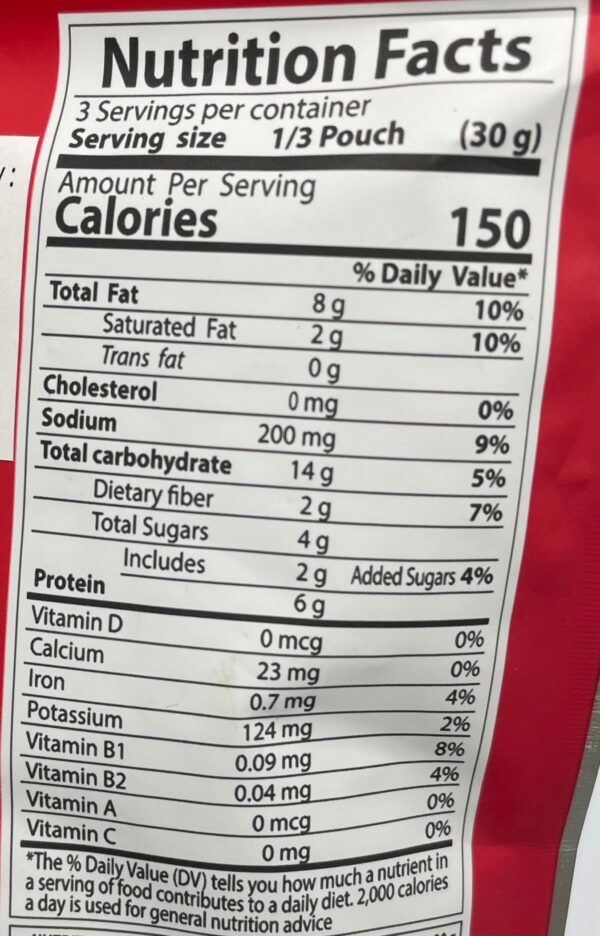 Nutrition Facts
3 Servings per container
Serving size 1/3 Pouch (30 g)
Amount Per Serving
Calories 150
% Daily Value*
Total Fat 8 g 10%
Saturated Fat 2 g 10%
Trans fat 0 g
Cholesterol 0 mg 0%
Sodium 200 mg 9%
Total carbohydrate 14 g 5%
Dietary fiber 2 g 7%
Total Sugars 4 g
Includes 2 g Added Sugars 4%
Protein 6 g
Vitamin D 0 mcg 0%
Calcium 23 mg 0%
Iron 0.7 mg 4%
Potassium 124 mg 2%
Vitamin B1 0.09 mg 8%
Vitamin B2 0.04 mg 4%
Vitamin A 0 mcg 0%
Vitamin C 0 mg 0%
*The % Daily Value (DV) tells you how much a nutrient in
a serving of food contributes to a daily diet. 2,000 calories
a day is used for general nutrition advice